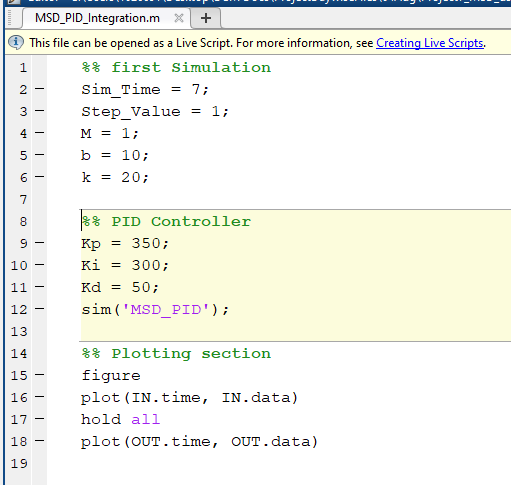 MSD_PID_Integration.m
This file can be opened as a Live Script. For more information, see Creating Live Scripts.
1 %% first Simulation
2 – Sim_Time = 7;
3 – Step_Value = 1;
4 – M = 1;
5 – b = 10;
6 – k = 20;
7
8 %% PID Controller
9 – Kp = 350;
10 – Ki = 300;
11 – Kd = 50;
12 – sim('MSD_PID');
13
14 %% Plotting section
15 – figure
16 – plot(IN.time, IN.data)
17 – hold all
18 – plot(OUT.time, OUT.data)
19